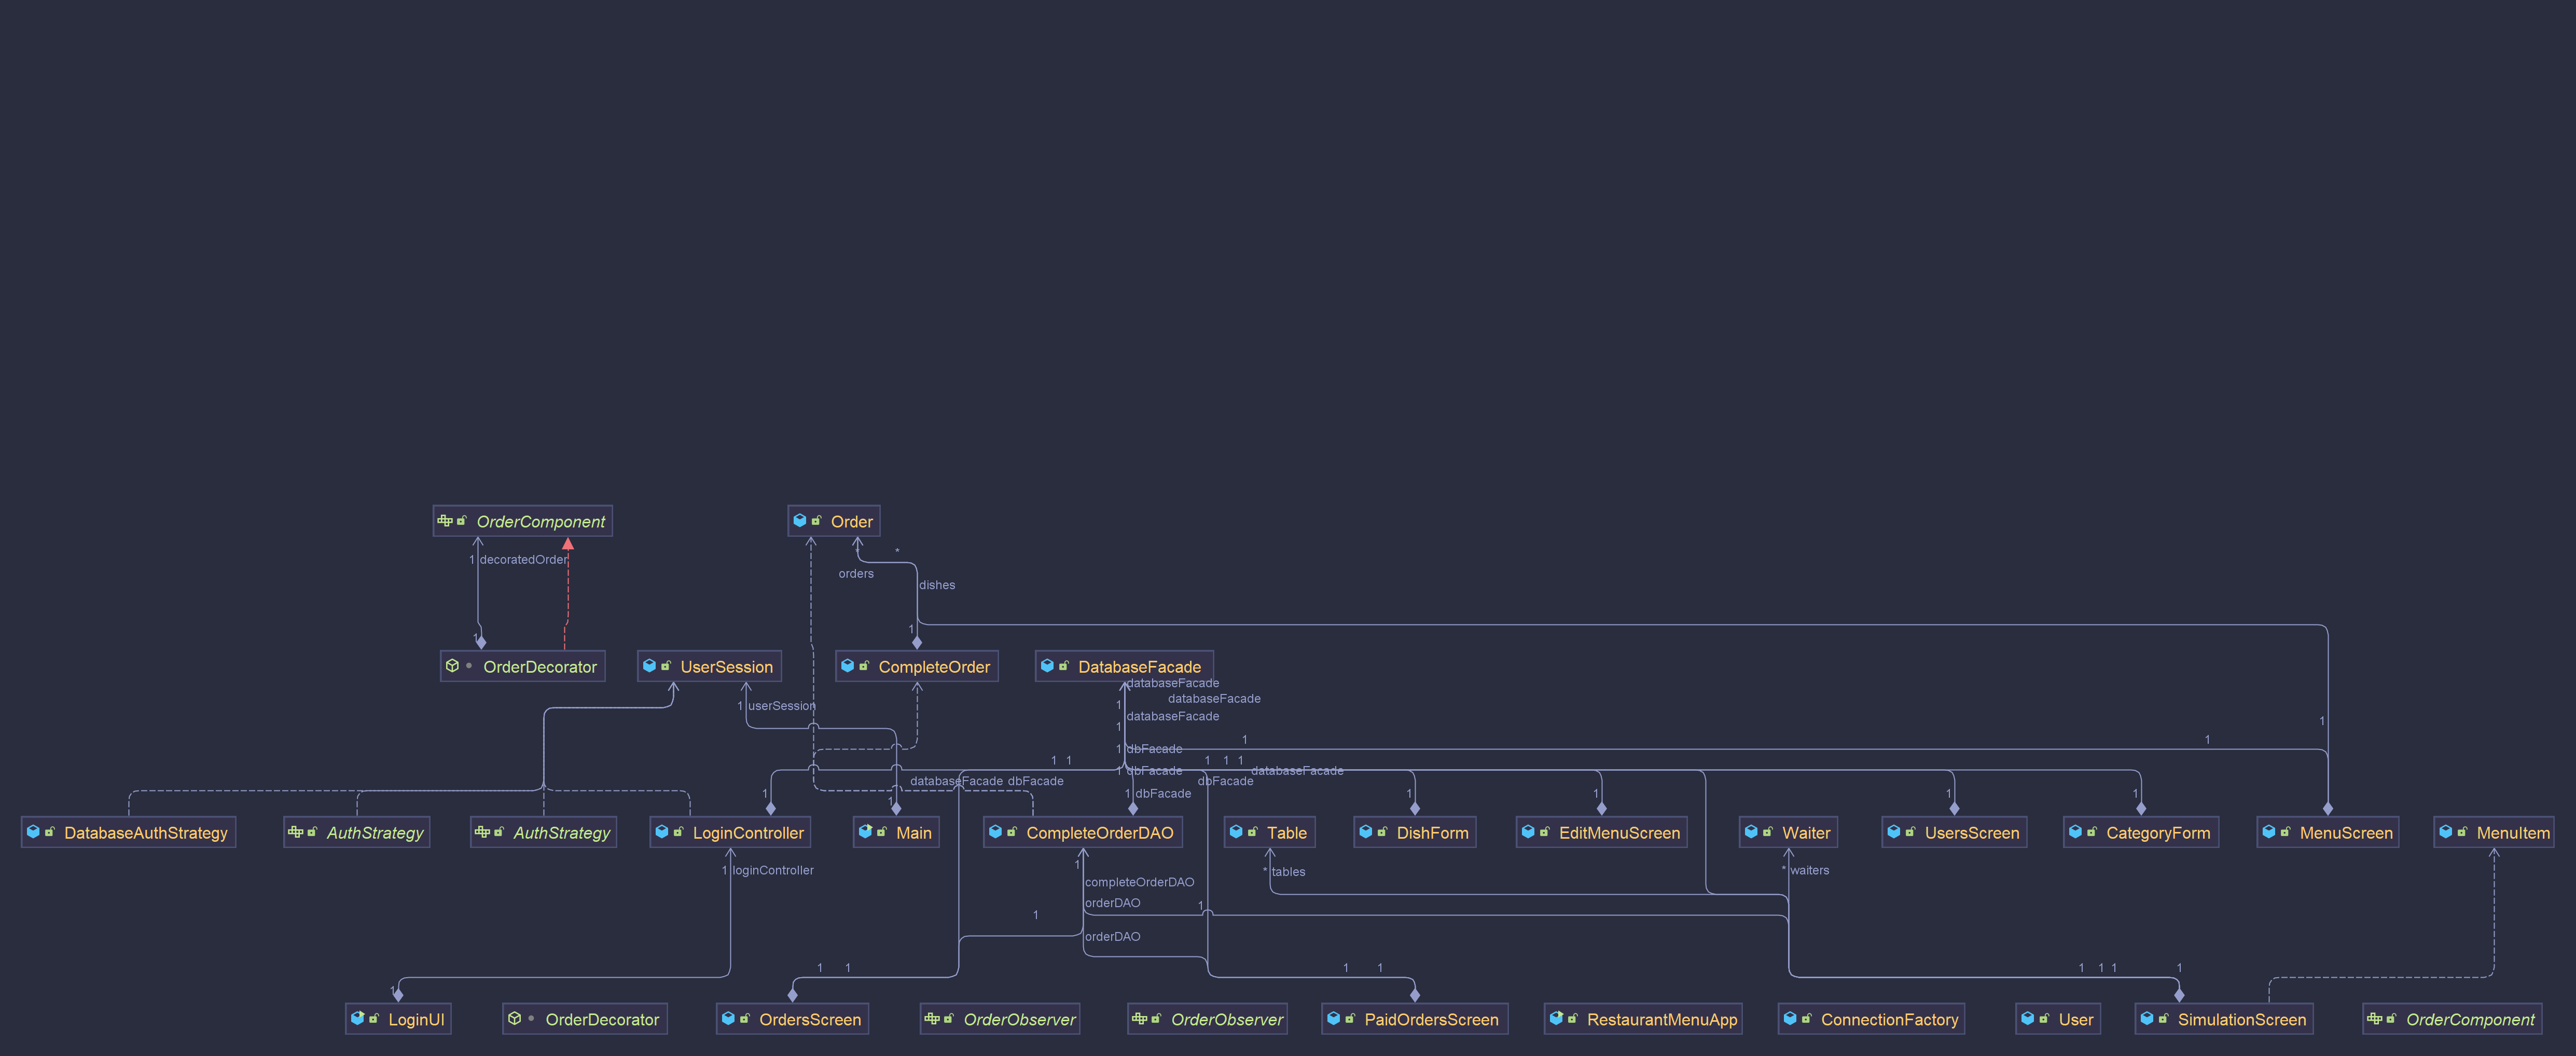 OrderComponent
Order
1 decoratedOrder
* *
orders
dishes
1
1
OrderDecorator
UserSession
CompleteOrder
DatabaseFacade
databaseFacade
databaseFacade
1 userSession
1
databaseFacade
1
1
1 dbFacade
1
1
1 1
1 dbFacade
1 1 1
databaseFacade
databaseFacade dbFacade
dbFacade
1
1
1 dbFacade
1
1
1
1
DatabaseAuthStrategy
AuthStrategy
AuthStrategy
LoginController
Main
CompleteOrderDAO
Table
DishForm
EditMenuScreen
Waiter
UsersScreen
CategoryForm
MenuScreen
MenuItem
1 loginController
1
* tables
* waiters
completeOrderDAO
orderDAO
1
1
orderDAO
1 1
1 1
1 1 1
1
1
LoginUI
OrderDecorator
OrdersScreen
OrderObserver
OrderObserver
PaidOrdersScreen
RestaurantMenuApp
ConnectionFactory
User
SimulationScreen
OrderComponent